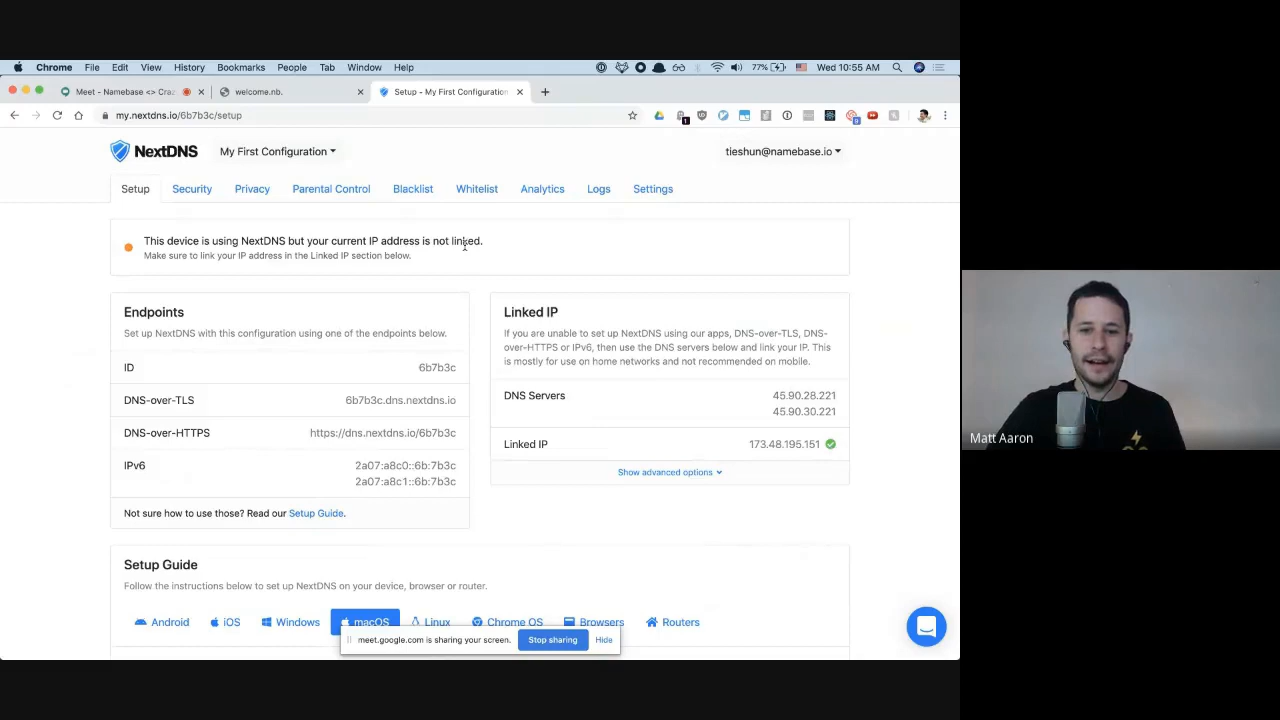 Chrome File Edit View History Bookmarks People Tab Window Help 77% Wed 10:55 AM
Meet - Namebase <> Cra
welcome.nb.
Setup - My First Configuration
my.nextdns.io/6b7b3c/setup
1
9
NextDNS
My First Configuration
tieshun@namebase.io
Setup Security Privacy Parental Control Blacklist Whitelist Analytics Logs Settings
This device is using NextDNS but your current IP address is not linked.
Make sure to link your IP address in the Linked IP section below.
Endpoints
Set up NextDNS with this configuration using one of the endpoints below.
ID 6b7b3c
DNS-over-TLS 6b7b3c.dns.nextdns.io
DNS-over-HTTPS https://dns.nextdns.io/6b7b3c
IPv6 2a07:a8c0::6b:7b3c
2a07:a8c1::6b:7b3c
Not sure how to use those? Read our Setup Guide.
Linked IP
If you are unable to set up NextDNS using our apps, DNS-over-TLS, DNS-
over-HTTPS or IPv6, then use the DNS servers below and link your IP. This
is mostly for use on home networks and not recommended on mobile.
DNS Servers 45.90.28.221
45.90.30.221
Linked IP 173.48.195.151
Show advanced options
Setup Guide
Follow the instructions below to set up NextDNS on your device, browser or router.
Android iOS Windows macOS Linux Chrome OS Browsers Routers
meet.google.com is sharing your screen. Stop sharing Hide
Matt Aaron